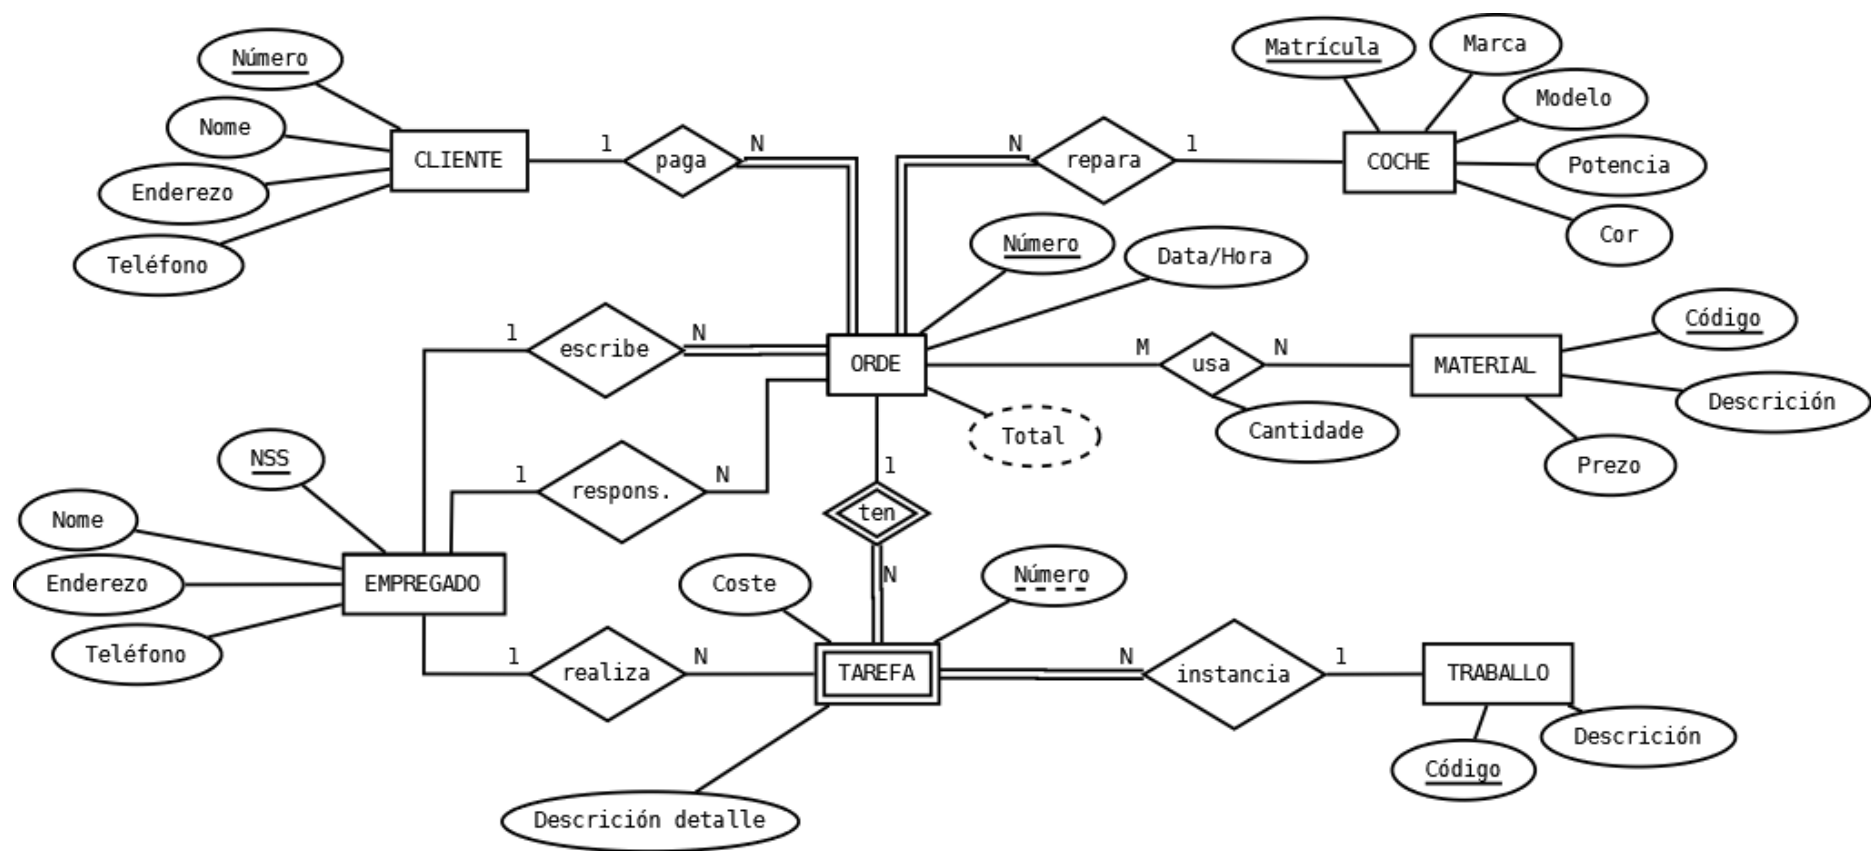 Número
Nome
Enderezo
Teléfono
CLIENTE
1
paga
N
N
repara
1
COCHE
Matrícula
Marca
Modelo
Potencia
Cor
Número
Data/Hora
1
escribe
N
ORDE
M
usa
N
MATERIAL
Código
Descrición
Prezo
Cantidade
Total
1
respons.
N
1
ten
N
NSS
Nome
Enderezo
Teléfono
EMPREGADO
Coste
Número
1
realiza
N
TAREFA
N
instancia
1
TRABALLO
Descrición
Código
Descrición detalle